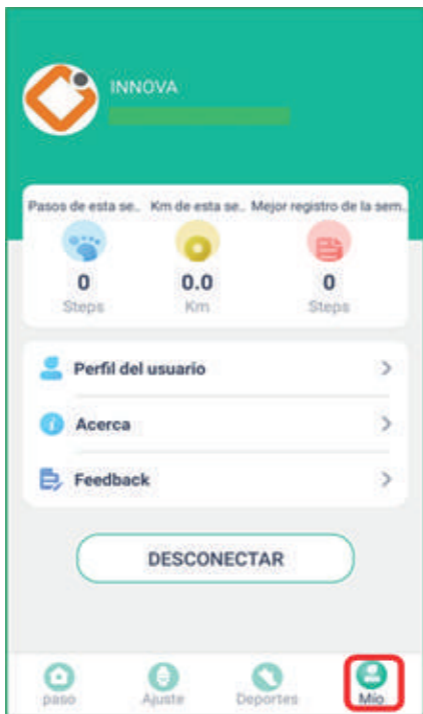 INNOVA
Pasos de esta se.. Km de esta se.. Mejor registro de la sem..
0 0.0 0
Steps Km Steps
Perfil del usuario
Acerca
Feedback
DESCONECTAR
paso Ajuste Deportes Mío